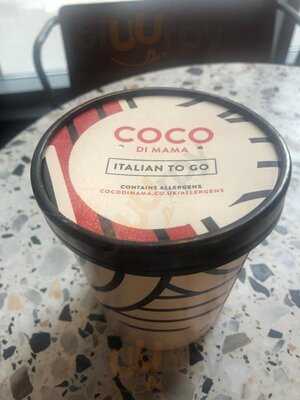 COCO
DI MAMA
ITALIAN TO GO
CONTAINS ALLERGENS
COCODIMAMA.CO.UK/ALLERGENS